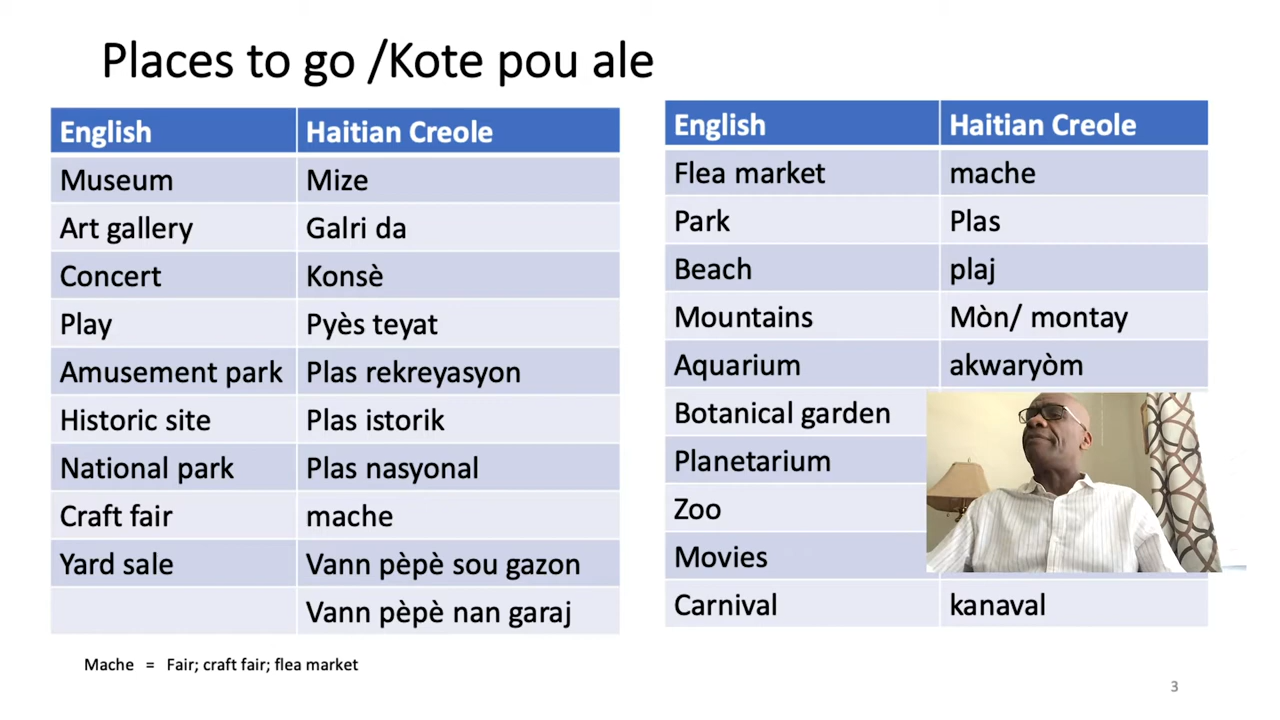 Places to go /Kote pou ale
English Haitian Creole
Museum Mize
Art gallery Galri da
Concert Konsè
Play Pyès teyat
Amusement park Plas rekreyasyon
Historic site Plas istorik
National park Plas nasyonal
Craft fair mache
Yard sale Vann pèpè sou gazon
Vann pèpè nan garaj
English Haitian Creole
Flea market mache
Park Plas
Beach plaj
Mountains Mòn/ montay
Aquarium akwaryòm
Botanical garden
Planetarium
Zoo
Movies
Carnival kanaval
Mache = Fair; craft fair; flea market
3